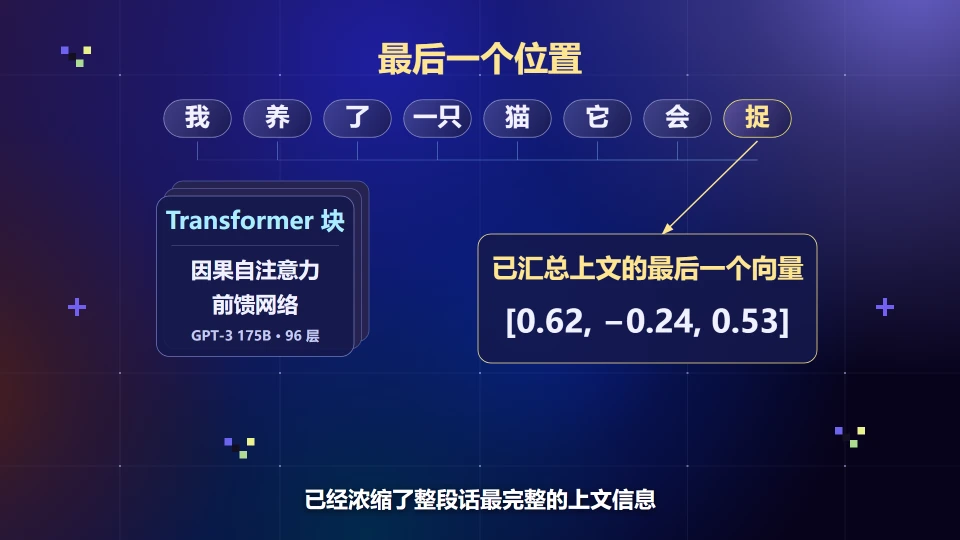 最后一个位置
我 养 了 一只 猫 它 会 捉
Transformer 块
因果自注意力
前馈网络
GPT-3 175B · 96 层
已汇总上文的最后一个向量
[0.62, −0.24, 0.53]
已经浓缩了整段话最完整的上文信息